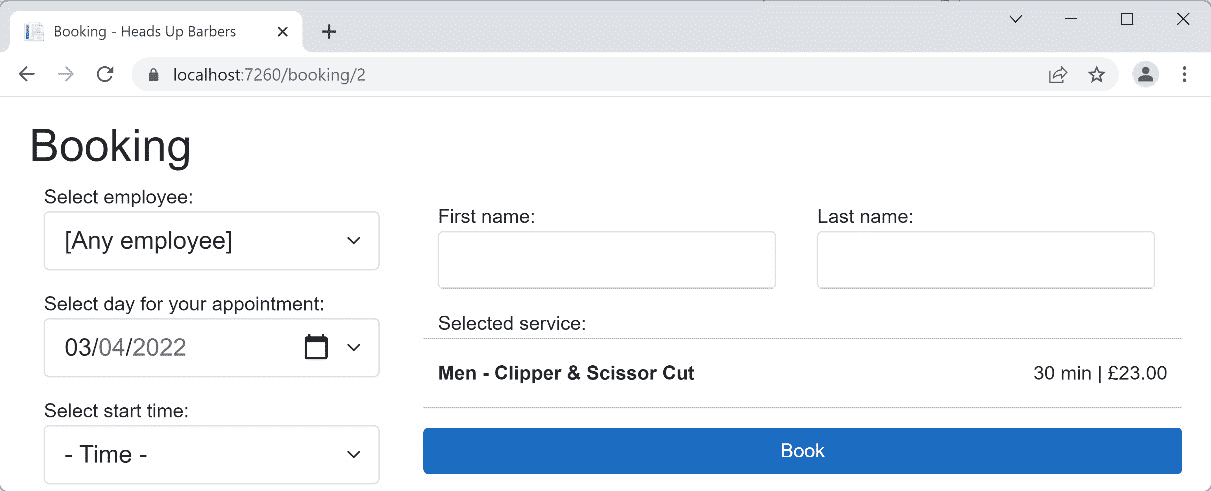 Booking - Heads Up Barbers
localhost:7260/booking/2
Booking
Select employee:
[Any employee]
Select day for your appointment:
03/04/2022
Select start time:
- Time -
First name:
Last name:
Selected service:
Men - Clipper & Scissor Cut
30 min | £23.00
Book